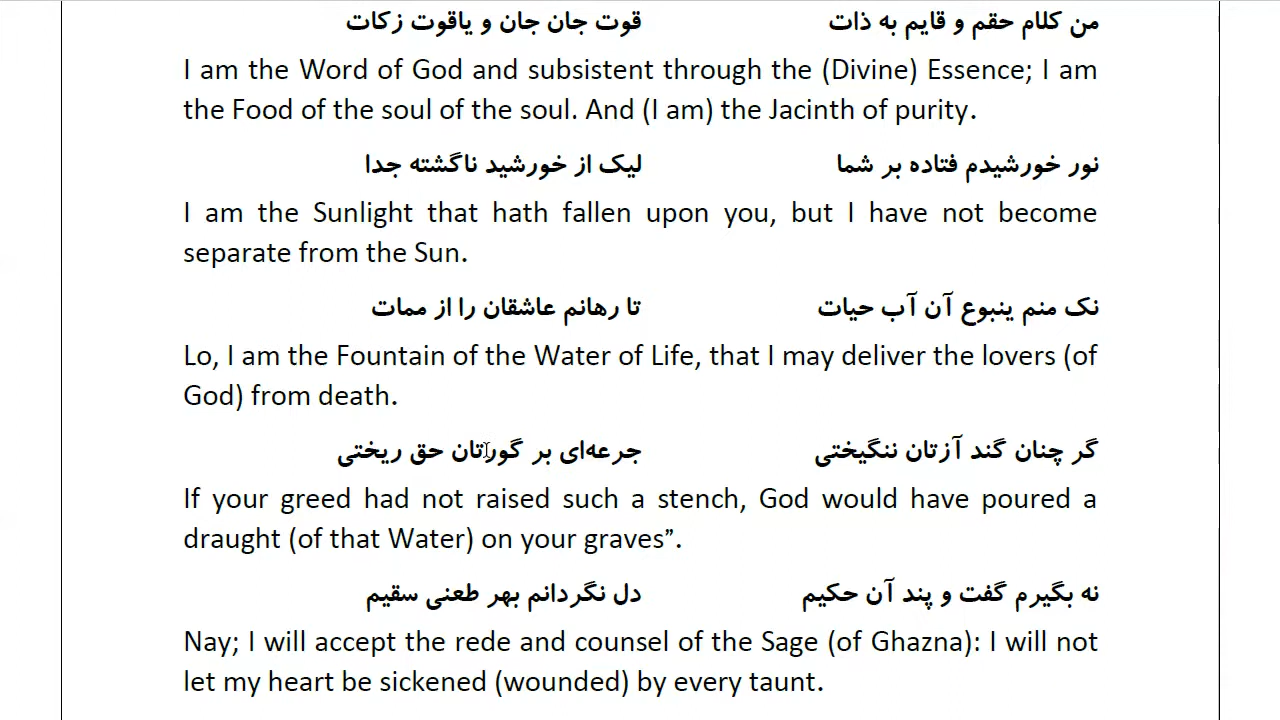 من کلام حقم و قایم به ذات قوت جان جان و یاقوت زکات
I am the Word of God and subsistent through the (Divine) Essence; I am
the Food of the soul of the soul. And (I am) the Jacinth of purity.
نور خورشیدم فتاده بر شما لیک از خورشید ناگشته جدا
I am the Sunlight that hath fallen upon you, but I have not become
separate from the Sun.
نک منم ینبوع آن آب حیات تا رهانم عاشقان را از ممات
Lo, I am the Fountain of the Water of Life, that I may deliver the lovers (of
God) from death.
گر چنان گند آزتان ننگیختی جرعه‌ای بر گورتان حق ریختی
If your greed had not raised such a stench, God would have poured a
draught (of that Water) on your graves”.
نه بگیرم گفت و پند آن حکیم دل نگردانم بهر طعنی سقیم
Nay; I will accept the rede and counsel of the Sage (of Ghazna): I will not
let my heart be sickened (wounded) by every taunt.